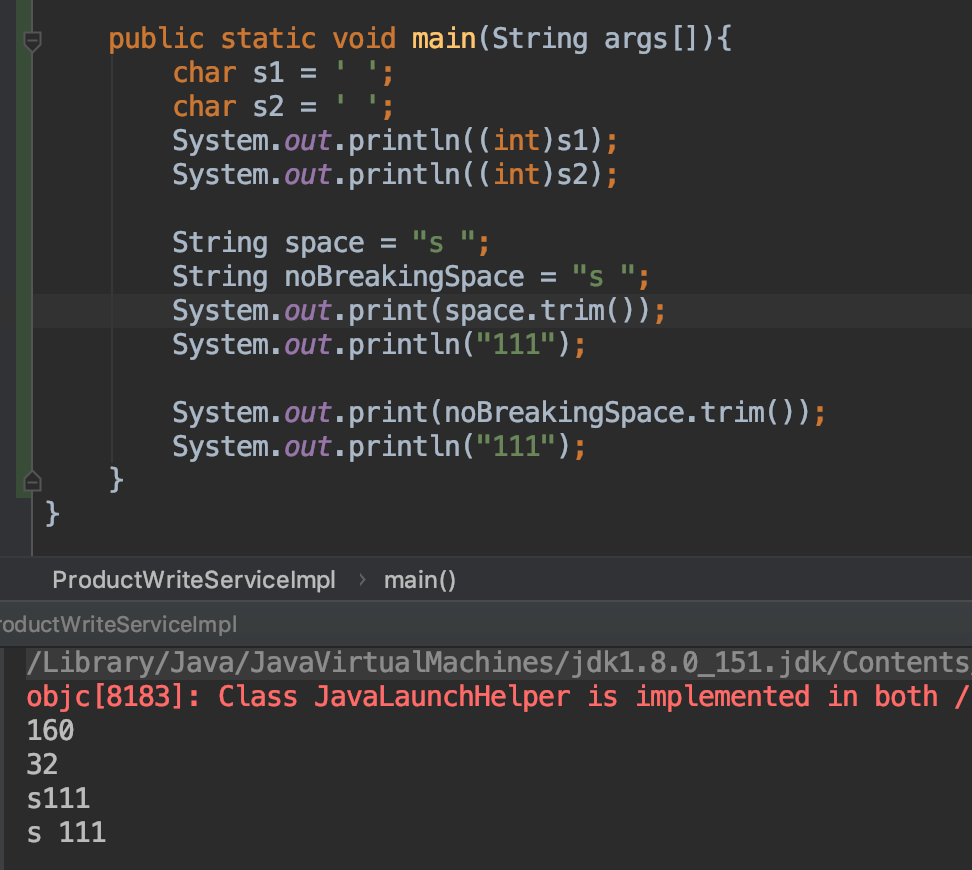 public static void main(String args[]){
char s1 = ' ';
char s2 = ' ';
System.out.println((int)s1);
System.out.println((int)s2);
String space = "s ";
String noBreakingSpace = "s ";
System.out.print(space.trim());
System.out.println("111");
System.out.print(noBreakingSpace.trim());
System.out.println("111");
}
}
ProductWriteServiceImpl › main()
roductWriteServiceImpl
/Library/Java/JavaVirtualMachines/jdk1.8.0_151.jdk/Contents
objc[8183]: Class JavaLaunchHelper is implemented in both /
160
32
s111
s 111